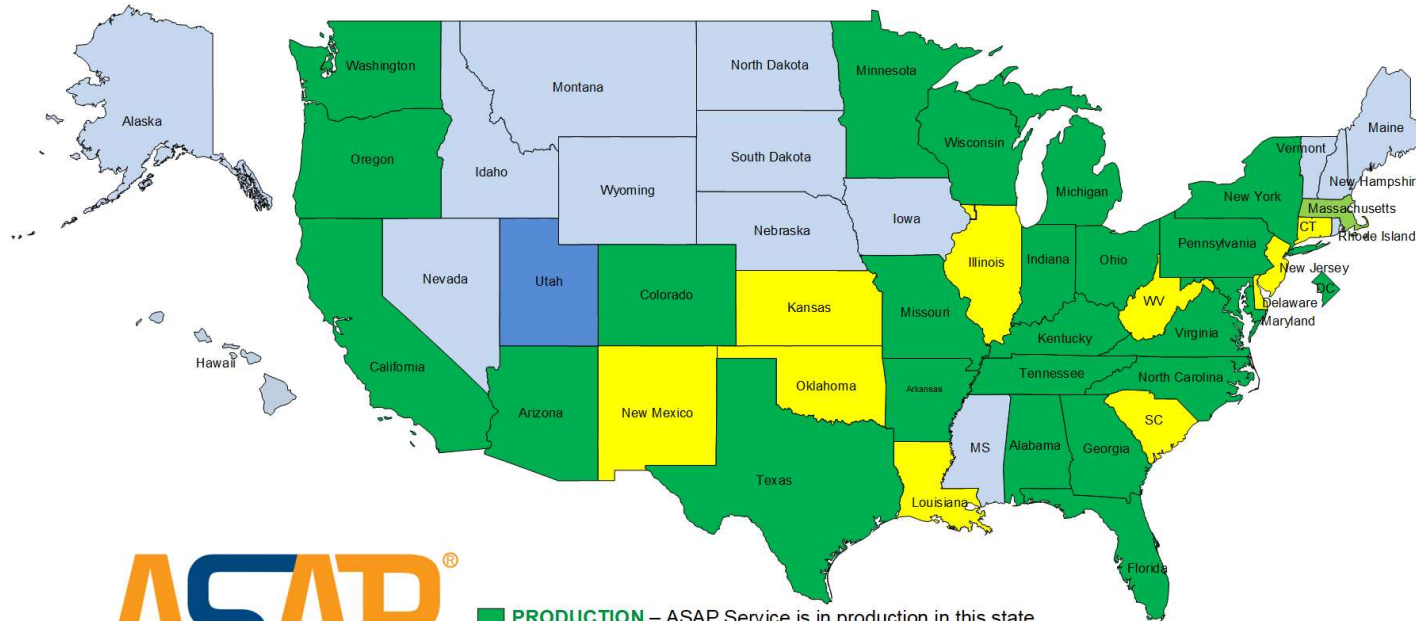 Washington
Montana
North Dakota
Minnesota
Alaska
Maine
Vermont
Oregon
Idaho
South Dakota
Wisconsin
Michigan
New Hampshir
Wyoming
New York
Massachusetts
Iowa
CT
Rhode Island
Nebraska
Pennsylvania
Nevada
Utah
Illinois
Indiana
Ohio
New Jersey
Colorado
DC
Kansas
Missouri
WV
Delaware
Maryland
Virginia
Kentucky
Hawaii
California
Tennessee
North Carolina
Oklahoma
Arkansas
Arizona
New Mexico
SC
MS
Alabama
Georgia
Texas
Louisiana
Florida
ASAP®
PRODUCTION – ASAP Service is in production in this state